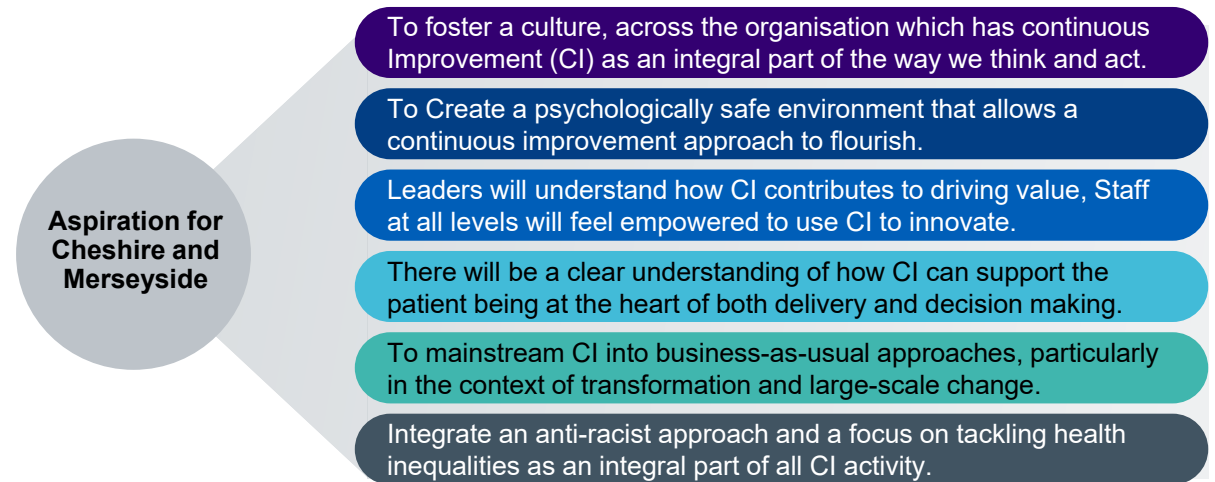 Aspiration for
Cheshire and
Merseyside
To foster a culture, across the organisation which has continuous
Improvement (CI) as an integral part of the way we think and act.
To Create a psychologically safe environment that allows a
continuous improvement approach to flourish.
Leaders will understand how CI contributes to driving value, Staff
at all levels will feel empowered to use CI to innovate.
There will be a clear understanding of how CI can support the
patient being at the heart of both delivery and decision making.
To mainstream CI into business-as-usual approaches, particularly
in the context of transformation and large-scale change.
Integrate an anti-racist approach and a focus on tackling health
inequalities as an integral part of all CI activity.